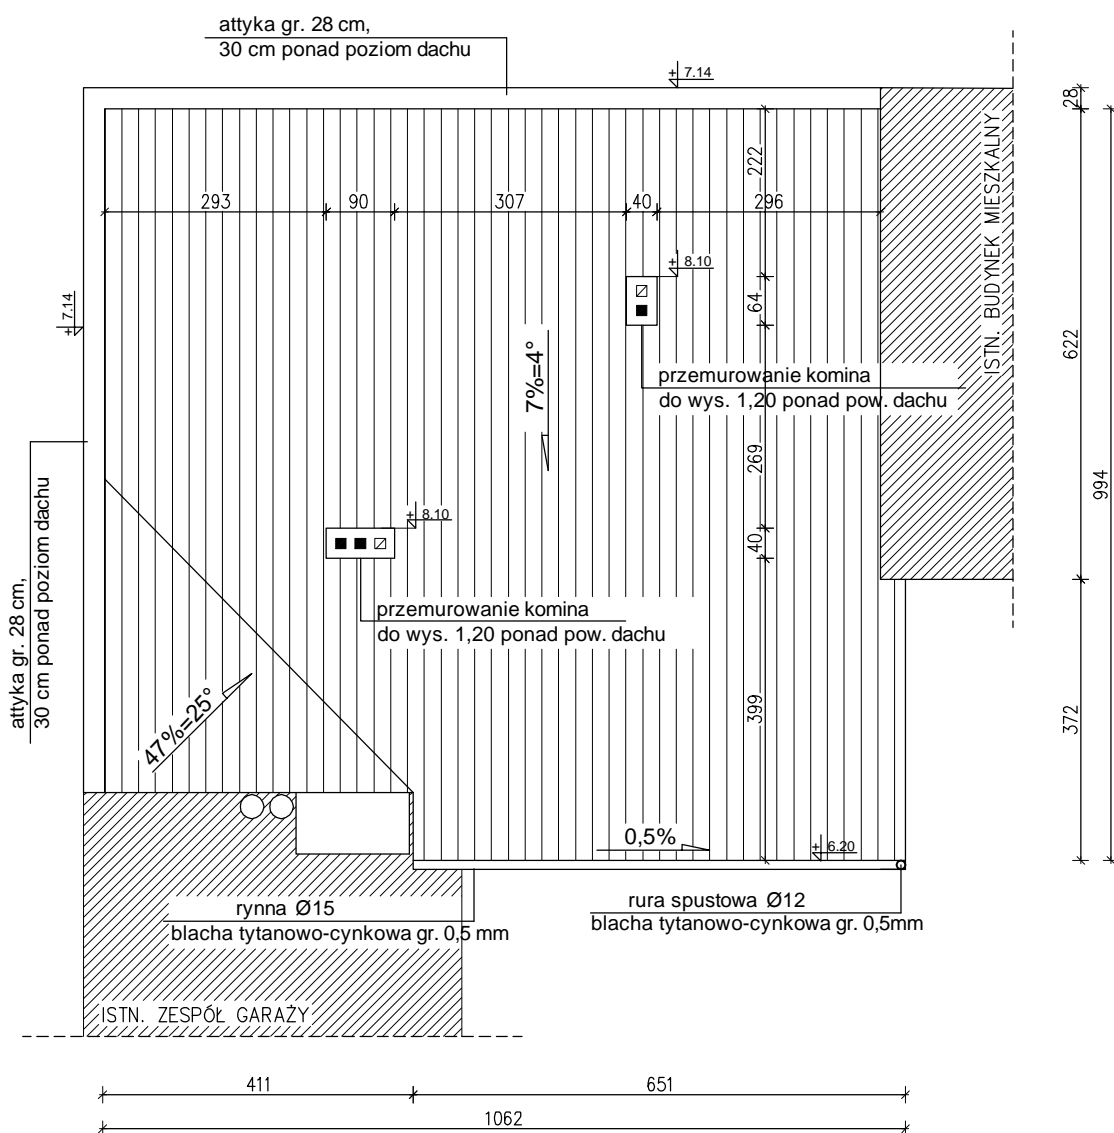 attyka gr. 28 cm,
30 cm ponad poziom dachu
+ 7.14
28
ISTN. BUDYNEK MIESZKALNY
222
293
90
307
40
296
+ 8.10
+ 7.14
64
622
7%=4°
przemurowanie komina
do wys. 1,20 ponad pow. dachu
269
994
attyka gr. 28 cm,
30 cm ponad poziom dachu
+ 8.10
40
przemurowanie komina
do wys. 1,20 ponad pow. dachu
47%=25°
399
372
0,5%
+ 6.20
rynna Ø15
blacha tytanowo-cynkowa gr. 0,5 mm
rura spustowa Ø12
blacha tytanowo-cynkowa gr. 0,5mm
ISTN. ZESPÓŁ GARAŻY
411
651
1062